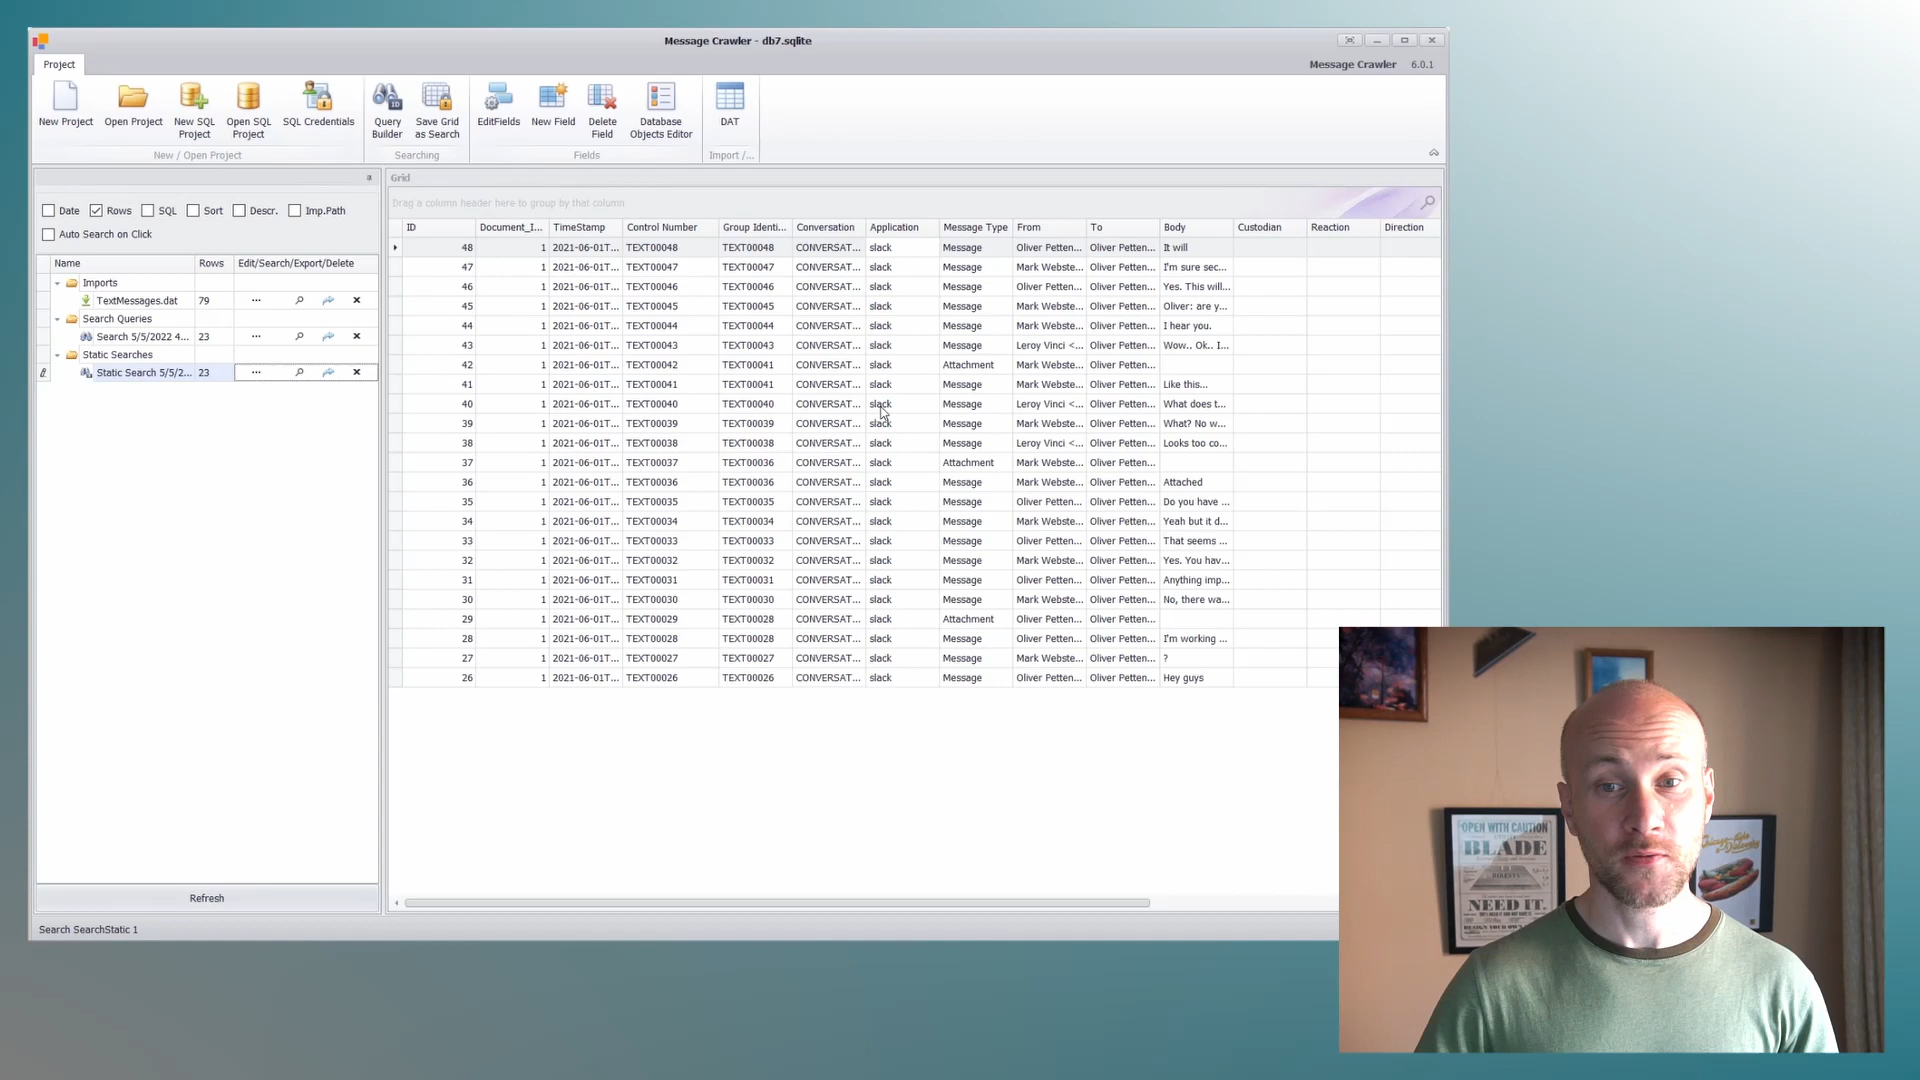 Message Crawler - db7.sqlite
Project
Message Crawler 6.0.1
New Project
Open Project
New SQL Project
Open SQL Project
SQL Credentials
Query Builder
Save Grid as Search
EditFields
New Field
Delete Field
Database Objects Editor
DAT
New / Open Project
Searching
Fields
Import /...
Date Rows SQL Sort Descr. Imp.Path
Auto Search on Click
Name Rows Edit/Search/Export/Delete
Imports
TextMessages.dat 79 ...
Search Queries
Search 5/5/2022 4... 23 ...
Static Searches
Static Search 5/5/2... 23 ...
Refresh
Search SearchStatic 1
Grid
Drag a column header here to group by that column
ID Document_I... TimeStamp Control Number Group Identi... Conversation Application Message Type From To Body Custodian Reaction Direction
48 1 2021-06-01T... TEXT00048 TEXT00048 CONVERSAT... slack Message Oliver Petten... Oliver Petten... It will
47 1 2021-06-01T... TEXT00047 TEXT00047 CONVERSAT... slack Message Mark Webste... Oliver Petten... I'm sure sec...
46 1 2021-06-01T... TEXT00046 TEXT00046 CONVERSAT... slack Message Oliver Petten... Oliver Petten... Yes. This will...
45 1 2021-06-01T... TEXT00045 TEXT00045 CONVERSAT... slack Message Mark Webste... Oliver Petten... Oliver: are y...
44 1 2021-06-01T... TEXT00044 TEXT00044 CONVERSAT... slack Message Mark Webste... Oliver Petten... I hear you.
43 1 2021-06-01T... TEXT00043 TEXT00043 CONVERSAT... slack Message Leroy Vinci <... Oliver Petten... Wow.. Ok.. I...
42 1 2021-06-01T... TEXT00042 TEXT00041 CONVERSAT... slack Attachment Mark Webste... Oliver Petten...
41 1 2021-06-01T... TEXT00041 TEXT00041 CONVERSAT... slack Message Mark Webste... Oliver Petten... Like this...
40 1 2021-06-01T... TEXT00040 TEXT00040 CONVERSAT... slack Message Leroy Vinci <... Oliver Petten... What does t...
39 1 2021-06-01T... TEXT00039 TEXT00039 CONVERSAT... slack Message Mark Webste... Oliver Petten... What? No w...
38 1 2021-06-01T... TEXT00038 TEXT00038 CONVERSAT... slack Message Leroy Vinci <... Oliver Petten... Looks too co...
37 1 2021-06-01T... TEXT00037 TEXT00036 CONVERSAT... slack Attachment Mark Webste... Oliver Petten...
36 1 2021-06-01T... TEXT00036 TEXT00036 CONVERSAT... slack Message Mark Webste... Oliver Petten... Attached
35 1 2021-06-01T... TEXT00035 TEXT00035 CONVERSAT... slack Message Oliver Petten... Oliver Petten... Do you have ...
34 1 2021-06-01T... TEXT00034 TEXT00034 CONVERSAT... slack Message Mark Webste... Oliver Petten... Yeah but it d...
33 1 2021-06-01T... TEXT00033 TEXT00033 CONVERSAT... slack Message Oliver Petten... Oliver Petten... That seems ...
32 1 2021-06-01T... TEXT00032 TEXT00032 CONVERSAT... slack Message Mark Webste... Oliver Petten... Yes. You hav...
31 1 2021-06-01T... TEXT00031 TEXT00031 CONVERSAT... slack Message Oliver Petten... Oliver Petten... Anything imp...
30 1 2021-06-01T... TEXT00030 TEXT00030 CONVERSAT... slack Message Mark Webste... Oliver Petten... No, there wa...
29 1 2021-06-01T... TEXT00029 TEXT00028 CONVERSAT... slack Attachment Oliver Petten... Oliver Petten...
28 1 2021-06-01T... TEXT00028 TEXT00028 CONVERSAT... slack Message Oliver Petten... Oliver Petten... I'm working ...
27 1 2021-06-01T... TEXT00027 TEXT00027 CONVERSAT... slack Message Mark Webste... Oliver Petten... ?
26 1 2021-06-01T... TEXT00026 TEXT00026 CONVERSAT... slack Message Oliver Petten... Oliver Petten... Hey guys
OPEN WITH CAUTION
BLADE
NEED IT.
Chicago-Style